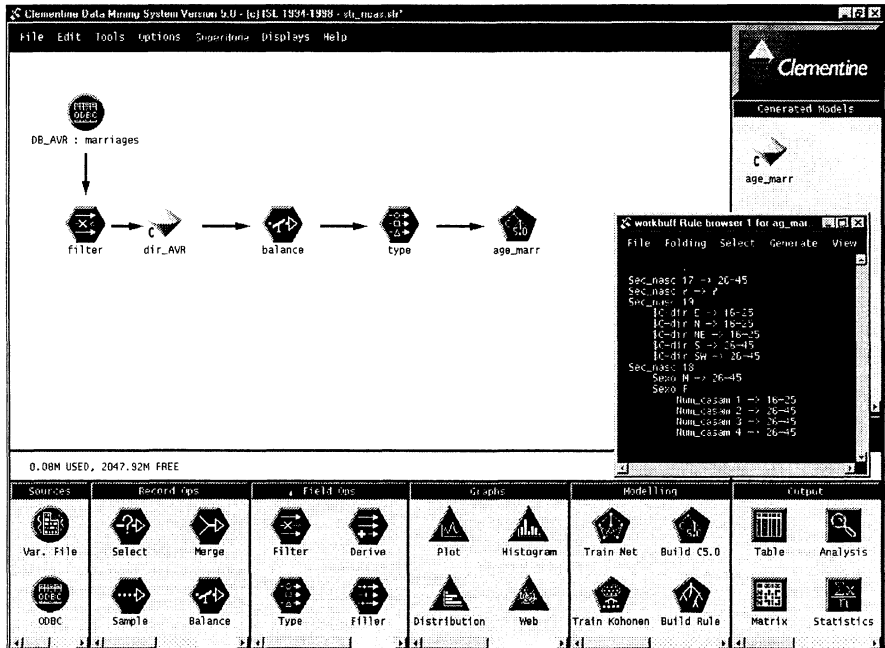 Clementine Data Mining System Version 5.0 - [c] ISL 1994-1998 -
File Edit Tools Options Supernode Displays Help
Clementine
Generated Models
DB_AVR : marriages
age_marr
filter
dir_AVR
balance
type
age_marr
workbuff Rule browser 1 for ag_mar
File Folding Select Generate View
Sec_nasc 17 -> 26-45
Sec_nasc ? -> ?
Sec_nasc 19
$C-dir E -> 16-25
$C-dir N -> 16-25
$C-dir NE -> 16-25
$C-dir S -> 26-45
$C-dir SW -> 26-45
Sec_nasc 18
Sexo M -> 26-45
Sexo F
Num_casam 1 -> 16-25
Num_casam 2 -> 26-45
Num_casam 3 -> 26-45
Num_casam 4 -> 26-45
0.08M USED, 2047.92M FREE
Sources Record Ops Field Ops Graphs Modelling Output
Var. File Select Merge Filter Derive Plot Histogram Train Net Build C5.0 Table Analysis
ODBC Sample Balance Type Filler Distribution Web Train Kohonen Build Rule Matrix Statistics